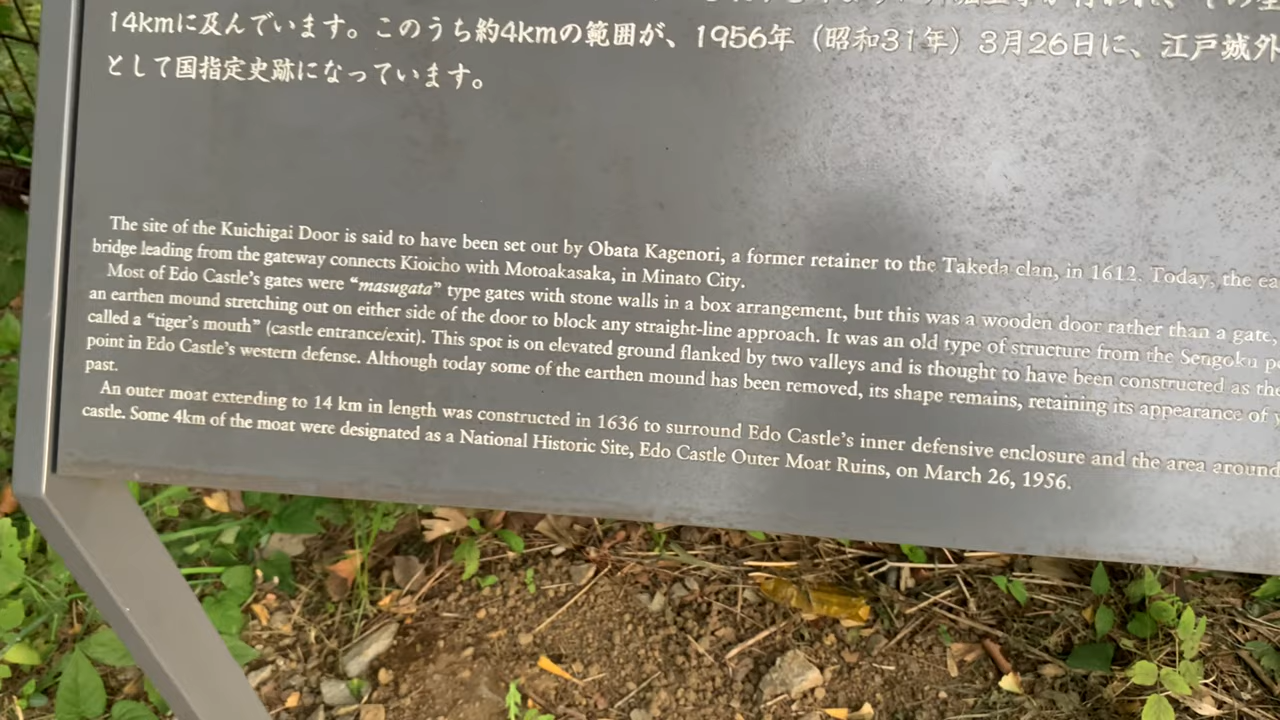 14kmに及んでいます。このうち約4kmの範囲が、1956年（昭和31年）3月26日に、江戸城外
として国指定史跡になっています。
The site of the Kuichigai Door is said to have been set out by Obata Kagenori, a former retainer to the Takeda clan, in 1612. Today, the
bridge leading from the gateway connects Kioicho with Motoakasaka, in Minato City.
Most of Edo Castle's gates were "masugata" type gates with stone walls in a box arrangement, but this was a wooden door rather than a gate,
an earthen mound stretching out on either side of the door to block any straight-line approach. It was an old type of structure from the Sengoku
called a "tiger's mouth" (castle entrance/exit). This spot is on elevated ground flanked by two valleys and is thought to have been constructed as the
point in Edo Castle's western defense. Although today some of the earthen mound has been removed, its shape remains, retaining its appearance of
past.
An outer moat extending to 14 km in length was constructed in 1636 to surround Edo Castle's inner defensive enclosure and the area around
castle. Some 4km of the moat were designated as a National Historic Site, Edo Castle Outer Moat Ruins, on March 26, 1956.